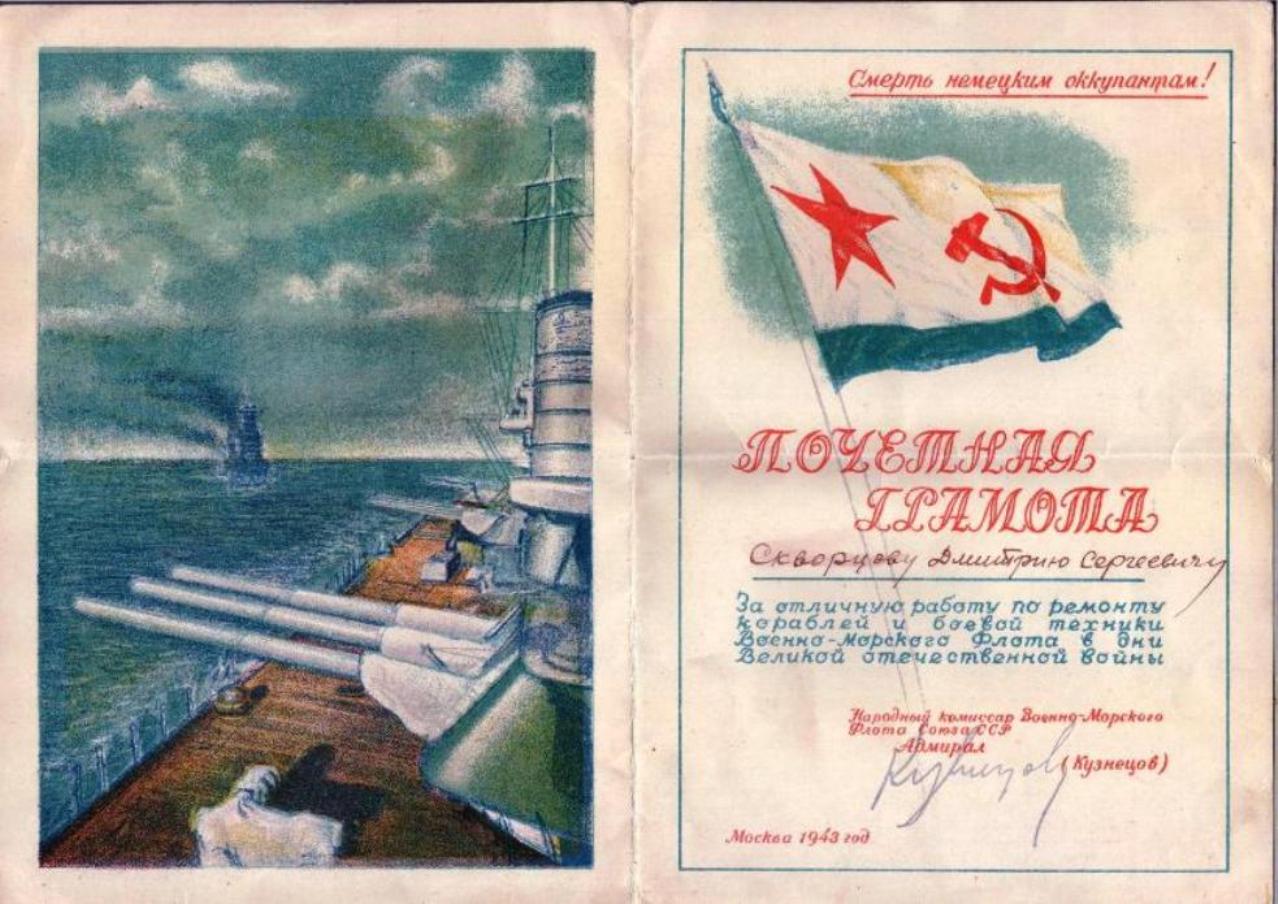 Смерть немецким оккупантам!
ПОЧЕТНАЯ
ГРАМОТА
Скворцову Дмитрию Сергеевичу
За отличную работу по ремонту
кораблей и боевой техники
Военно-Морского Флота в дни
Великой отечественной войны
Народный комиссар Военно-Морского
Флота Союза ССР
Адмирал
Кузнецов
(Кузнецов)
Москва 1943 год